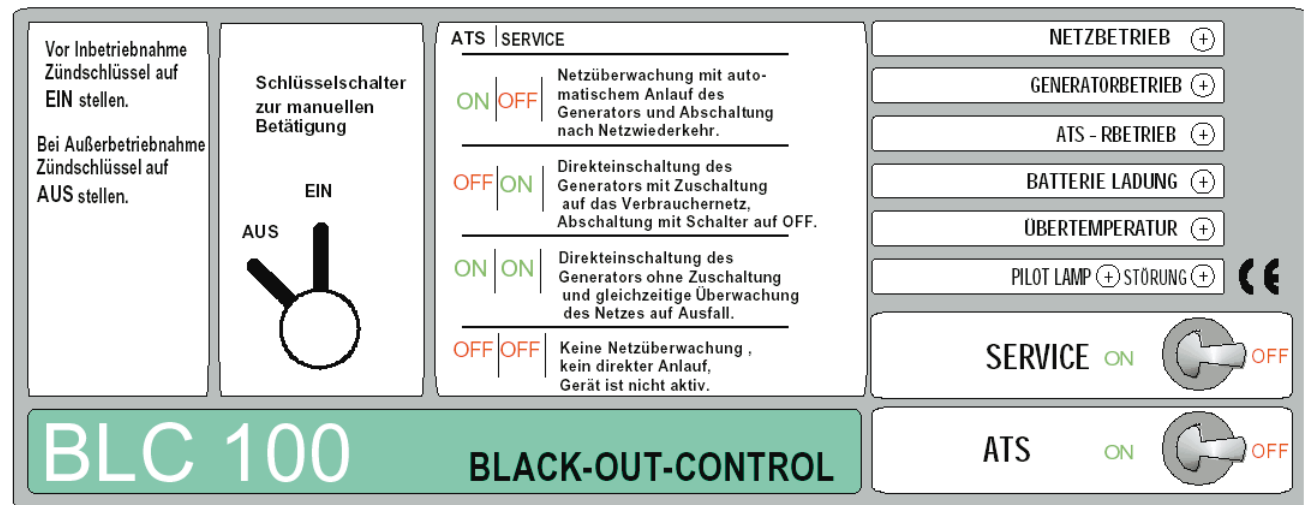 Vor Inbetriebnahme
Zündschlüssel auf
EIN stellen.
Bei Außerbetriebnahme
Zündschlüssel auf
AUS stellen.
Schlüsselschalter
zur manuellen
Betätigung
EIN
AUS
ATS SERVICE
ON OFF
Netzüberwachung mit auto-
matischem Anlauf des
Generators und Abschaltung
nach Netzwiederkehr.
OFF ON
Direkteinschaltung des
Generators mit Zuschaltung
auf das Verbrauchernetz,
Abschaltung mit Schalter auf OFF.
ON ON
Direkteinschaltung des
Generators ohne Zuschaltung
und gleichzeitige Überwachung
des Netzes auf Ausfall.
OFF OFF
Keine Netzüberwachung ,
kein direkter Anlauf,
Gerät ist nicht aktiv.
NETZBETRIEB
GENERATORBETRIEB
ATS - RBETRIEB
BATTERIE LADUNG
ÜBERTEMPERATUR
PILOT LAMP STÖRUNG
CE
SERVICE ON OFF
ATS ON OFF
BLC 100 BLACK-OUT-CONTROL